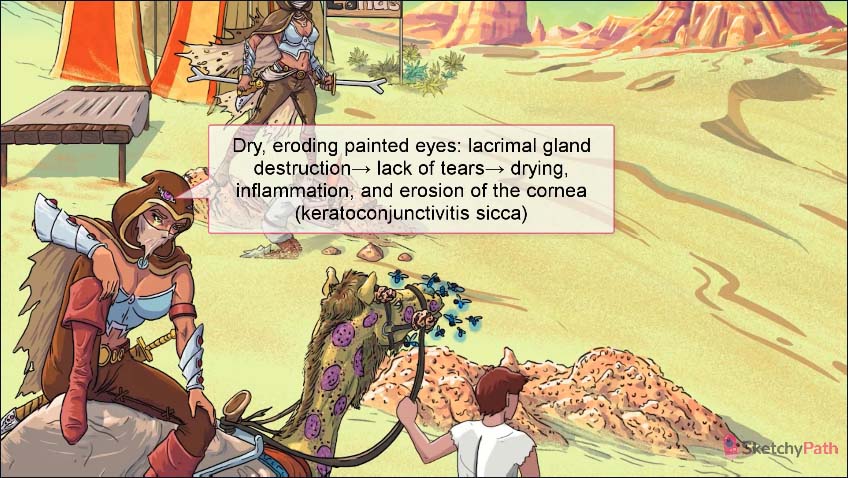 Lands
Dry, eroding painted eyes: lacrimal gland
destruction→ lack of tears→ drying,
inflammation, and erosion of the cornea
(keratoconjunctivitis sicca)
SketchyPath